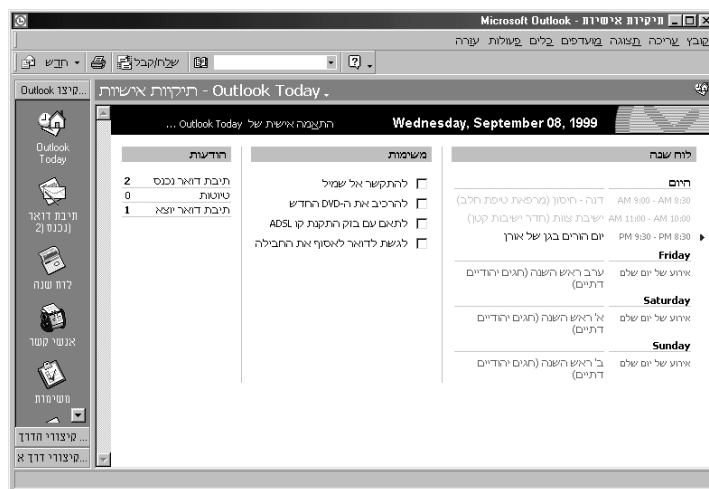 תיקיות אישיות - Microsoft Outlook
קובץ עריכה תצוגה מועדפים כלים פעולות עזרה
חדש שלח/קבל
קיצו Outlook...
תיקיות אישיות - Outlook Today
Wednesday, September 08, 1999
התאמה אישית של Outlook Today ...
לוח שנה
היום
AM 9:00 - AM 8:30 דנה - חיסון (מרפאת טיפת חלב)
AM 11:00 - AM 10:00 ישיבת צוות (חדר ישיבות קטן)
PM 9:30 - PM 8:30 יום הורים בגן של אורן
Friday
אירוע של יום שלם ערב ראש השנה (חגים יהודיים
דתיים)
Saturday
אירוע של יום שלם א' ראש השנה (חגים יהודיים
דתיים)
Sunday
אירוע של יום שלם ב' ראש השנה (חגים יהודיים
דתיים)
משימות
להתקשר אל שמיל
להרכיב את ה-DVD החדש
לתאם עם בזק התקנת קו ADSL
לגשת לדואר לאסוף את החבילה
הודעות
תיבת דואר נכנס 2
טיוטות 0
תיבת דואר יוצא 1
Outlook
Today
תיבת דואר
נכנס (2)
לוח שנה
אנשי קשר
משימות
קיצורי הדרך ...
קיצורי דרך א...